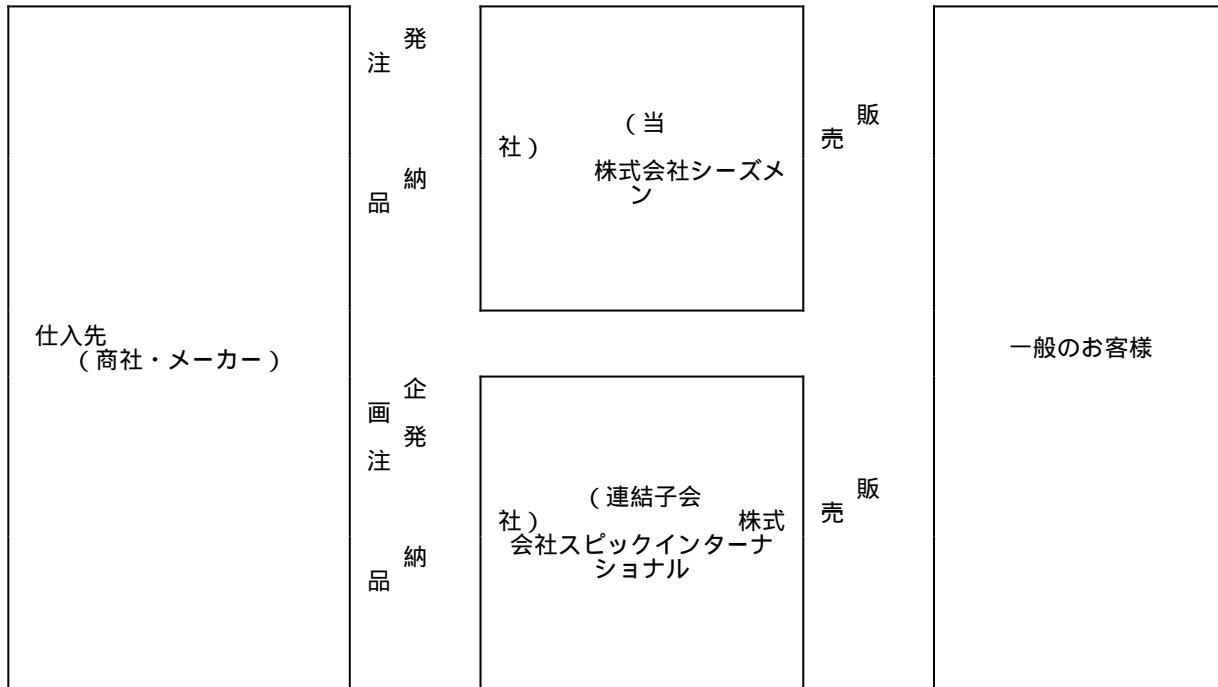 仕入先
（商社・メーカー）
発
注
納
品
（当
社）
株式会社シーズメ
ン
販
売
企
画
発
注
納
品
（連結子会
社） 株式
会社スピックインターナ
ショナル
販
売
一般のお客様